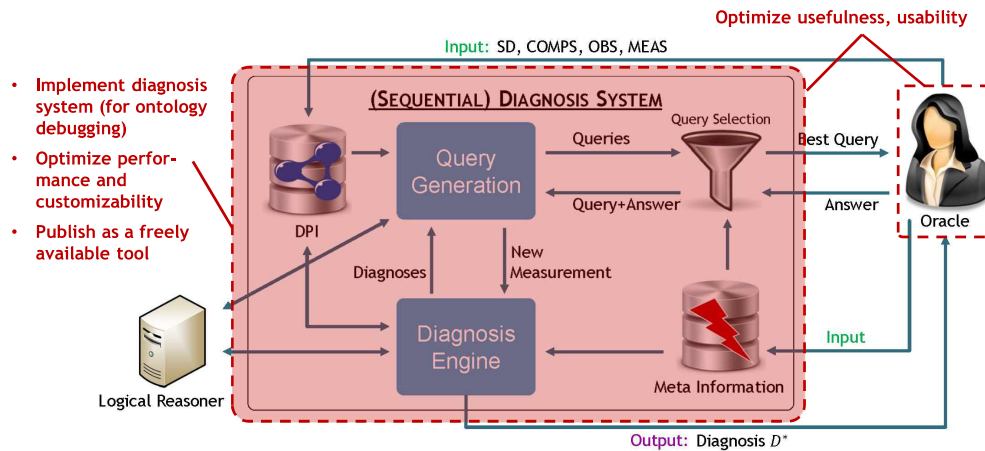 Optimize usefulness, usability
Input: SD, COMPS, OBS, MEAS
• Implement diagnosis
system (for ontology
debugging)
• Optimize perfor-
mance and
customizability
• Publish as a freely
available tool
(SEQUENTIAL) DIAGNOSIS SYSTEM
Query Selection
Query
Generation
Queries
Best Query
Query+Answer
Answer
Oracle
DPI
Diagnoses
New
Measurement
Diagnosis
Engine
Input
Meta Information
Logical Reasoner
Output: Diagnosis D*